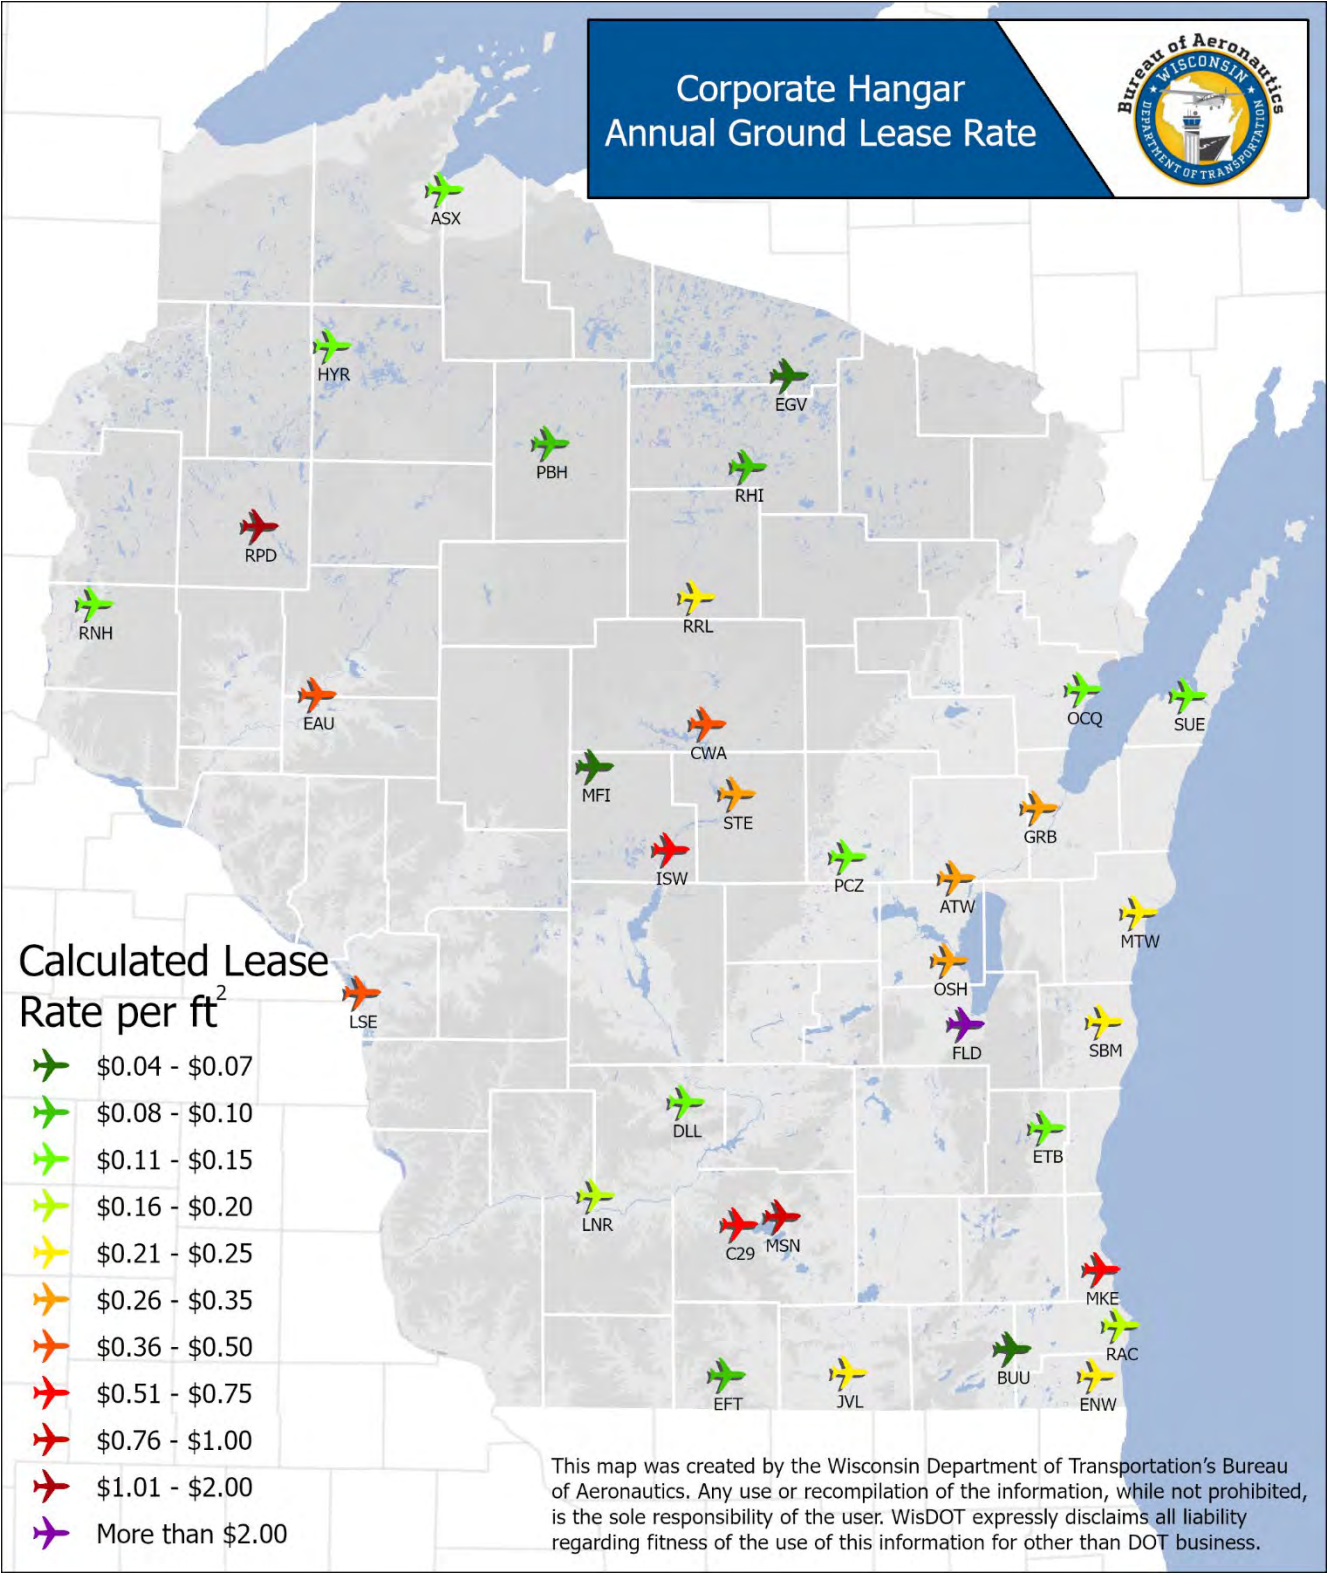 Corporate Hangar
Annual Ground Lease Rate
Bureau of Aeronautics
WISCONSIN
DEPARTMENT OF TRANSPORTATION
ASX
HYR
EGV
PBH
RHI
RPD
RNH
RRL
EAU
OCQ
SUE
CWA
MFI
STE
GRB
ISW
PCZ
ATW
MTW
OSH
LSE
FLD
SBM
DLL
ETB
LNR
C29
MSN
MKE
RAC
BUU
EFT
JVL
ENW
Calculated Lease
Rate per ft²
$0.04 - $0.07
$0.08 - $0.10
$0.11 - $0.15
$0.16 - $0.20
$0.21 - $0.25
$0.26 - $0.35
$0.36 - $0.50
$0.51 - $0.75
$0.76 - $1.00
$1.01 - $2.00
More than $2.00
This map was created by the Wisconsin Department of Transportation's Bureau
of Aeronautics. Any use or recompilation of the information, while not prohibited,
is the sole responsibility of the user. WisDOT expressly disclaims all liability
regarding fitness of the use of this information for other than DOT business.